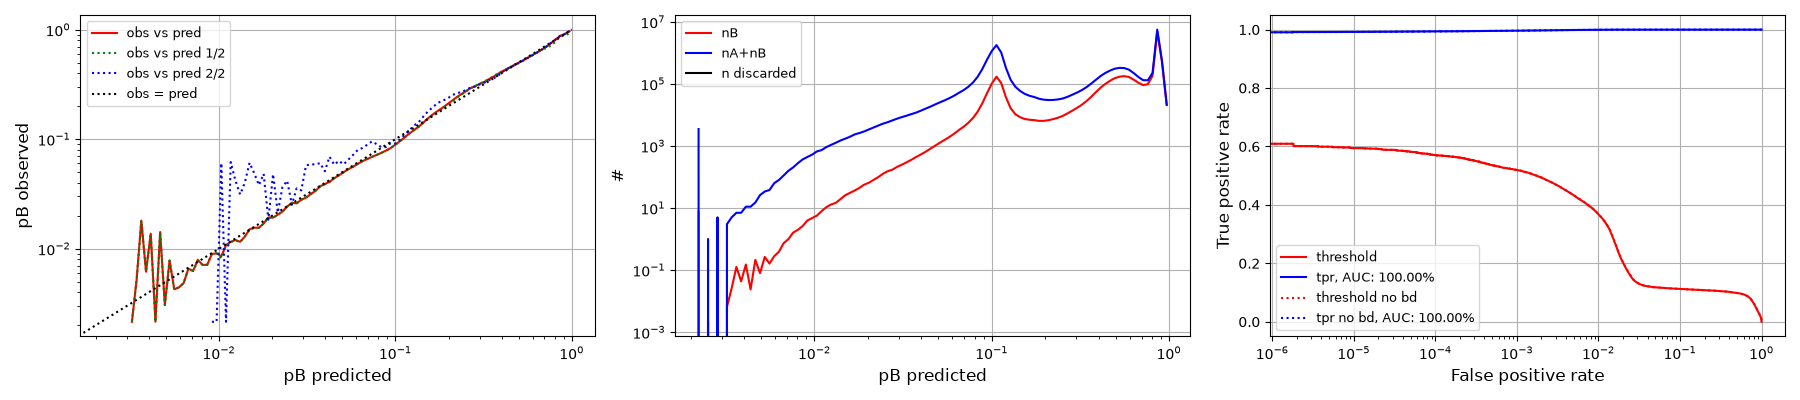 obs vs pred
obs vs pred 1/2
obs vs pred 2/2
obs = pred
10⁰
10⁻¹
10⁻²
10⁻²
10⁻¹
10⁰
pB observed
pB predicted
nB
nA+nB
n discarded
10⁷
10⁵
10³
10¹
10⁻¹
10⁻³
10⁻²
10⁻¹
10⁰
#
pB predicted
1.0
0.8
0.6
0.4
0.2
0.0
threshold
tpr, AUC: 100.00%
threshold no bd
tpr no bd, AUC: 100.00%
10⁻⁶
10⁻⁵
10⁻⁴
10⁻³
10⁻²
10⁻¹
10⁰
True positive rate
False positive rate